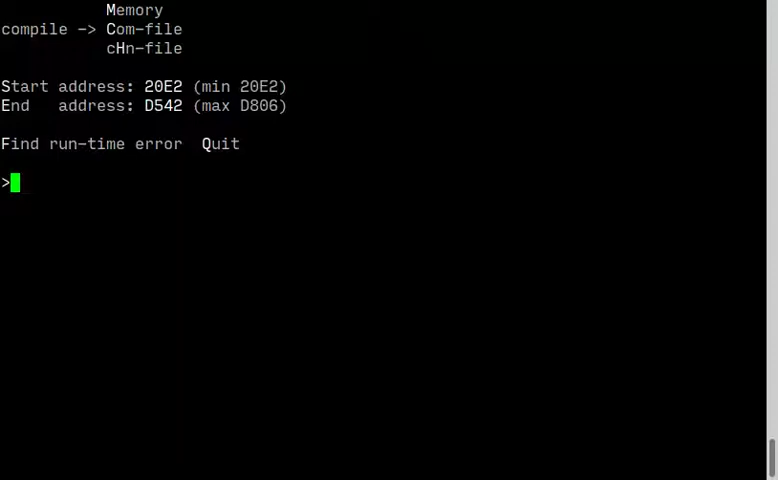 Memory
compile -> Com-file
cHn-file
Start address: 20E2 (min 20E2)
End   address: D542 (max D806)
Find run-time error  Quit
>